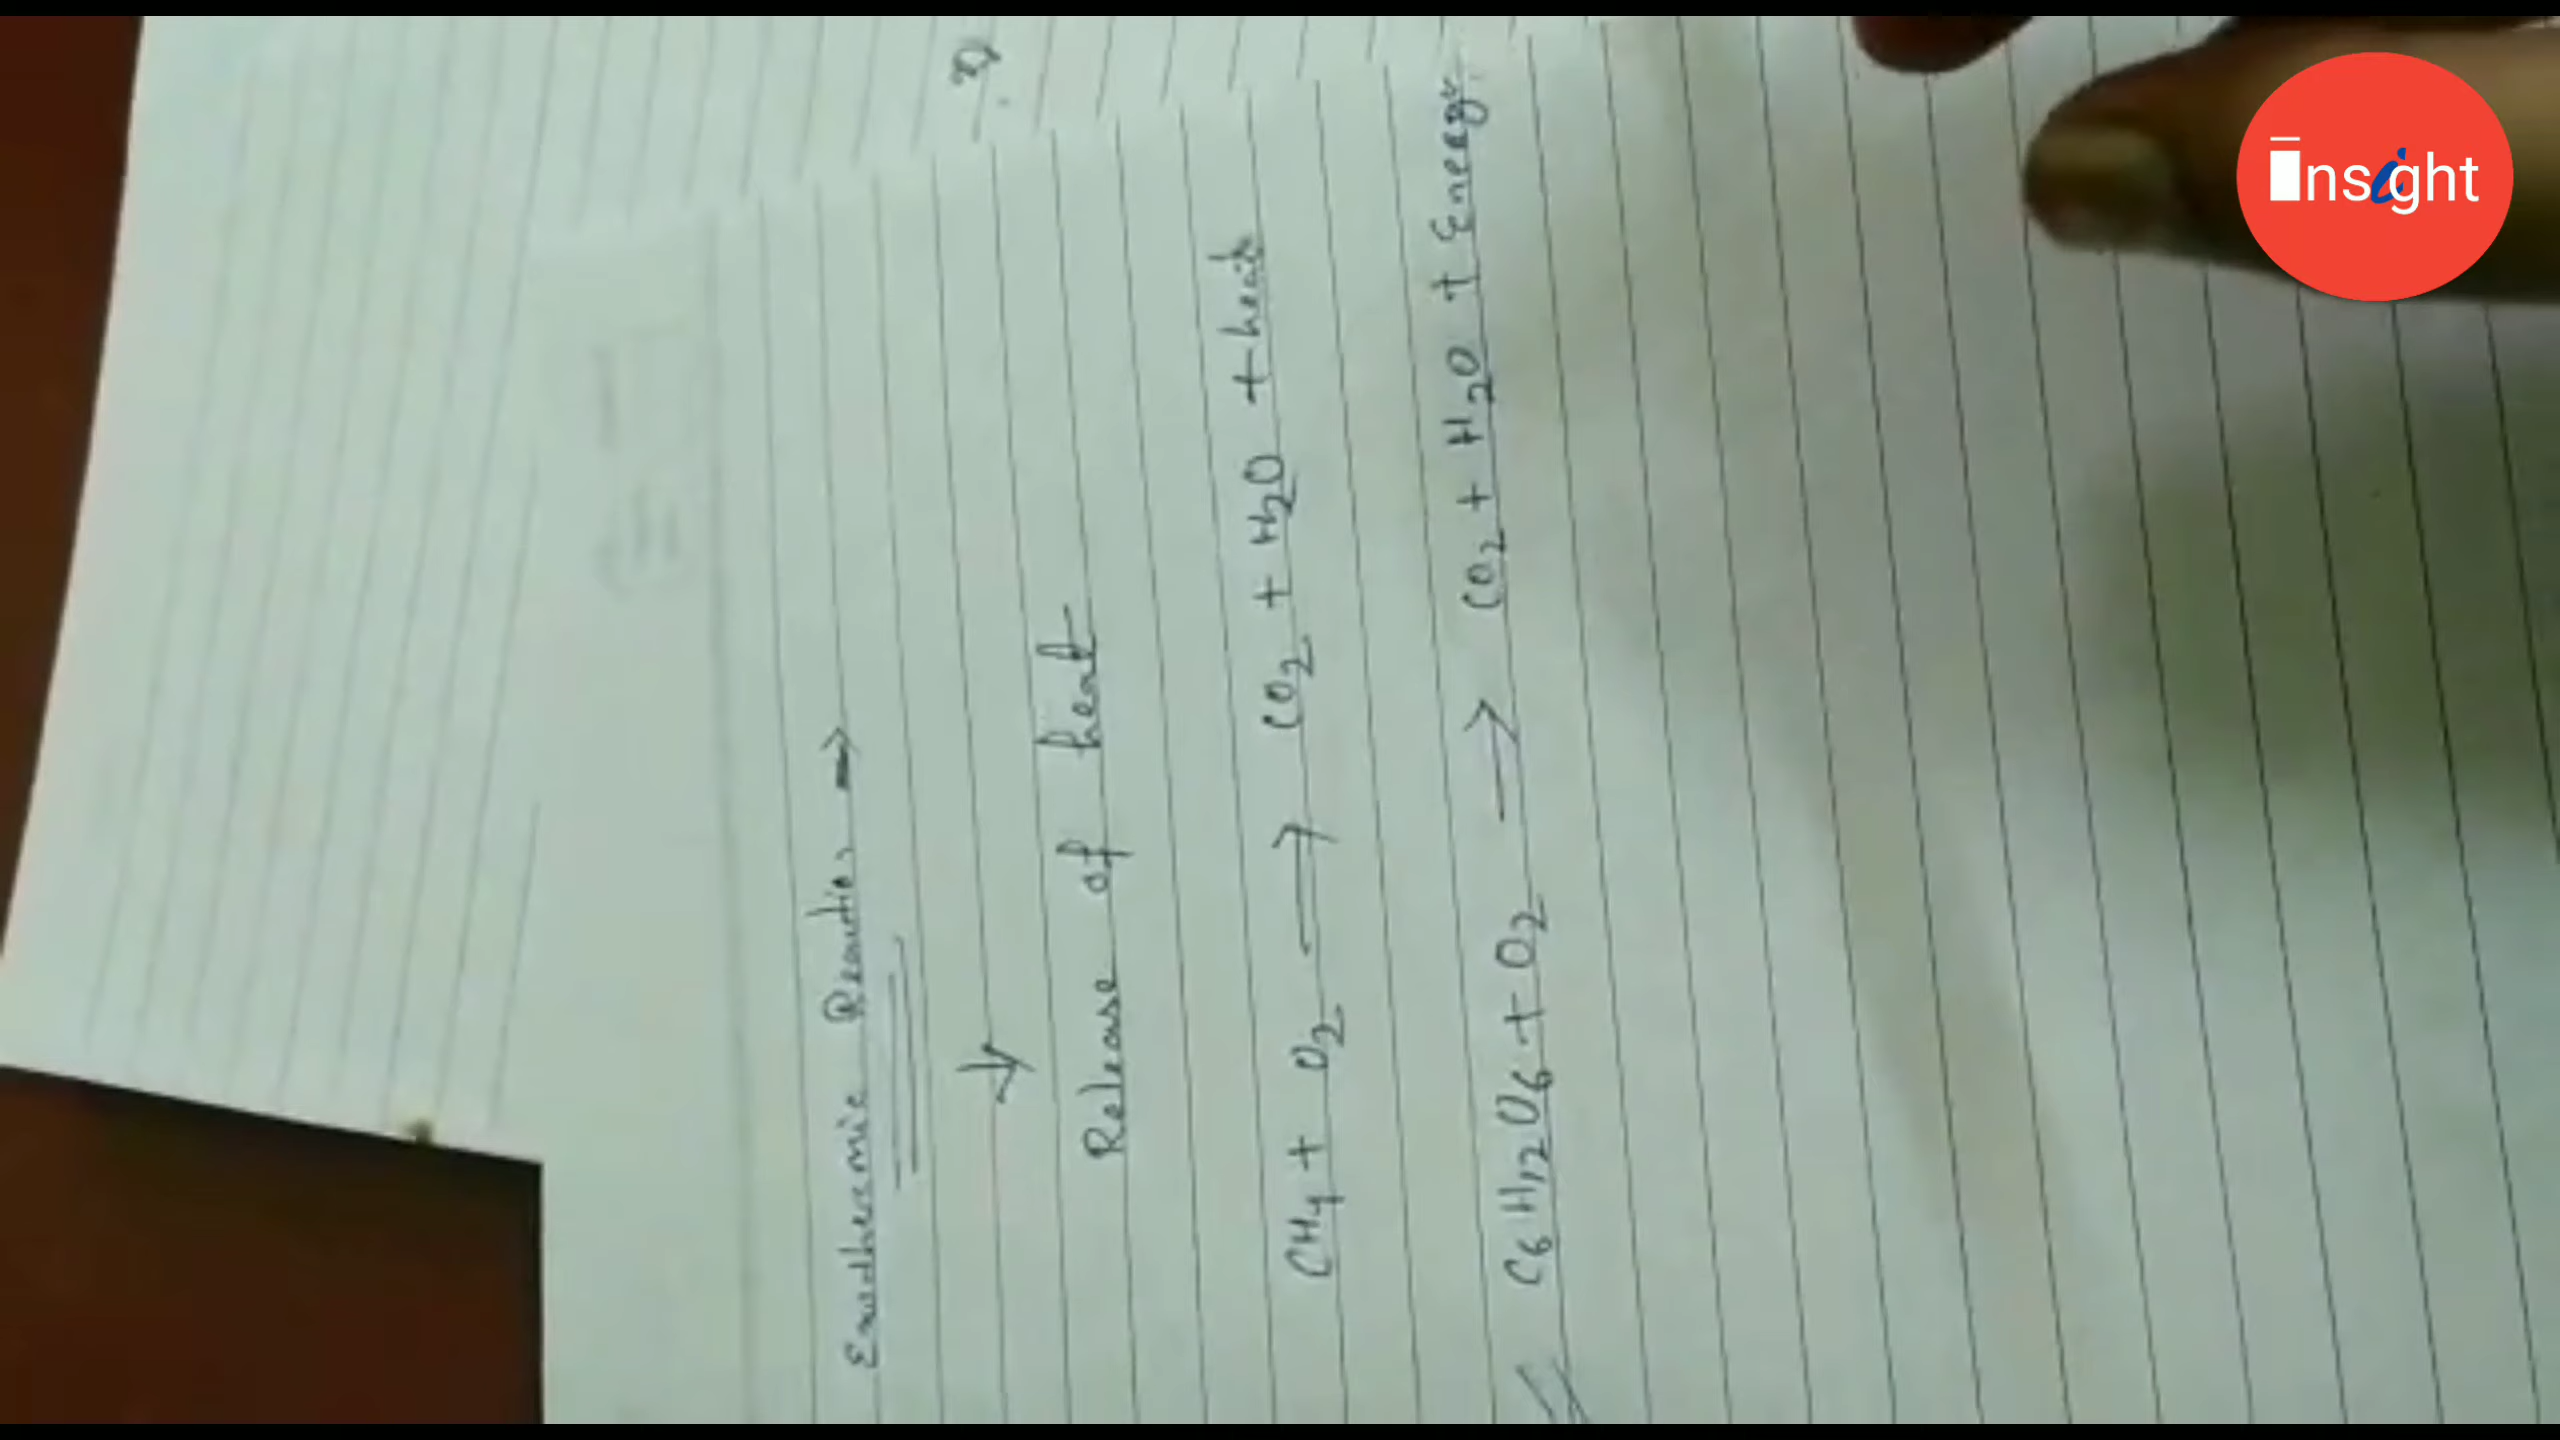 Exothermic Reaction →
↓
Release of heat
CH4 + O2 → CO2 + H2O + heat
C6H12O6 + O2 → CO2 + H2O + Energy
Insight